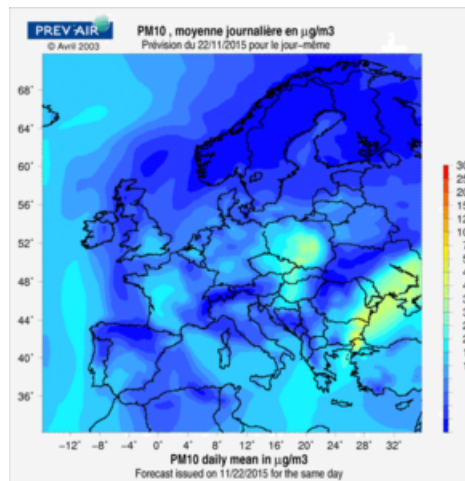 PREV'AIR
© Avril 2003
PM10 , moyenne journalière en µg/m3
Prévision du 22/11/2015 pour le jour-même
68°
64°
60°
56°
52°
48°
44°
40°
36°
-12° -8° -4° 0° 4° 8° 12° 16° 20° 24° 28° 32°
PM10 daily mean in µg/m3
Forecast issued on 11/22/2015 for the same day